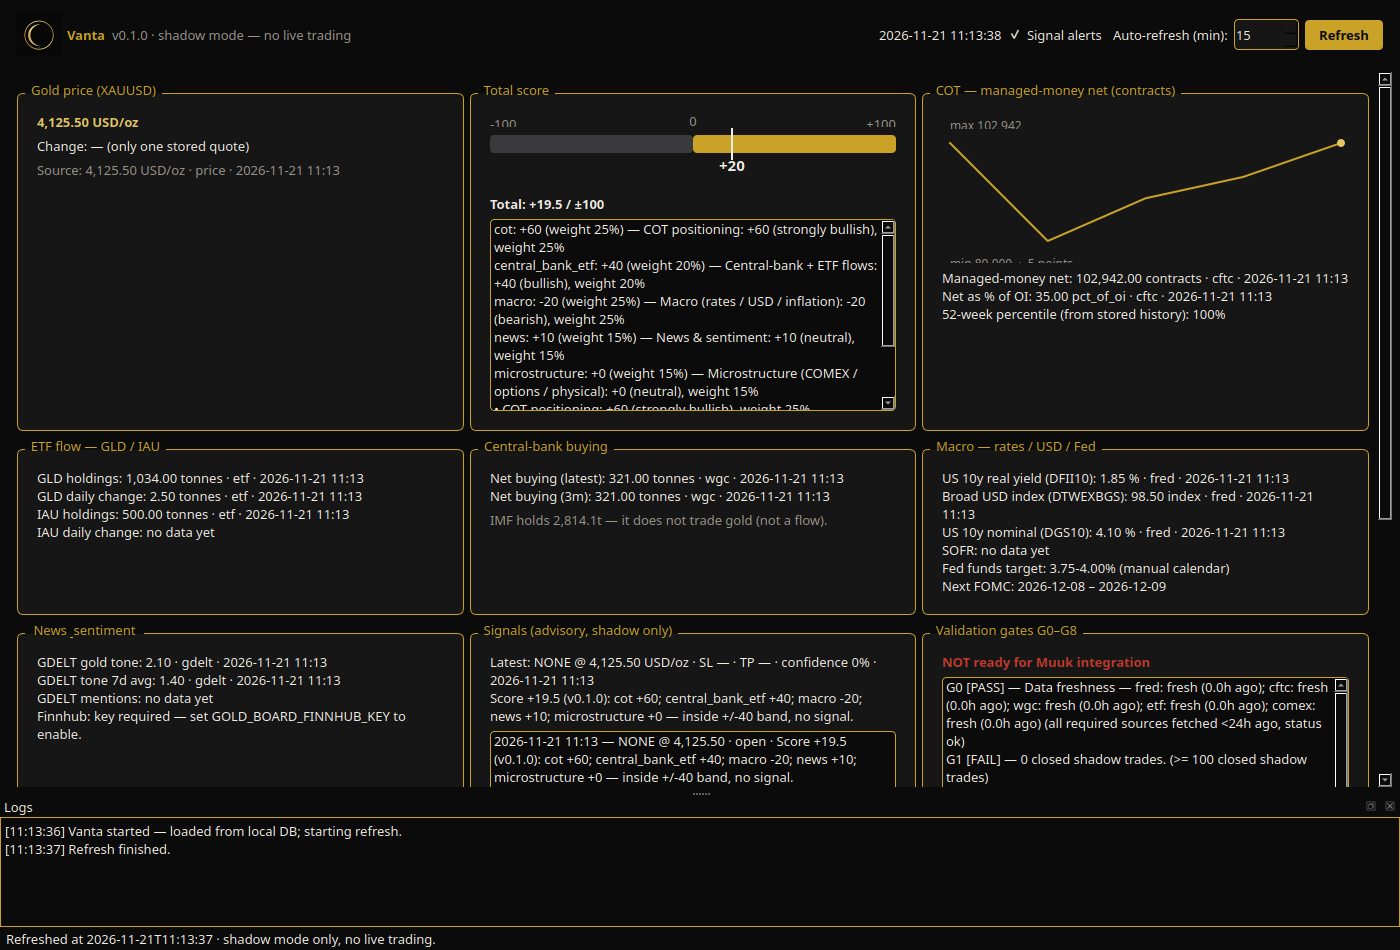 Vanta v0.1.0 · shadow mode — no live trading
2026-11-21 11:13:38 ✓ Signal alerts Auto-refresh (min): 15 Refresh
Gold price (XAUUSD)
4,125.50 USD/oz
Change: — (only one stored quote)
Source: 4,125.50 USD/oz · price · 2026-11-21 11:13
Total score
-100 0 +100
+20
Total: +19.5 / ±100
cot: +60 (weight 25%) — COT positioning: +60 (strongly bullish),
weight 25%
central_bank_etf: +40 (weight 20%) — Central-bank + ETF flows:
+40 (bullish), weight 20%
macro: -20 (weight 25%) — Macro (rates / USD / inflation): -20
(bearish), weight 25%
news: +10 (weight 15%) — News & sentiment: +10 (neutral),
weight 15%
microstructure: +0 (weight 15%) — Microstructure (COMEX /
options / physical): +0 (neutral), weight 15%
• COT positioning: +60 (strongly bullish), weight 25%
COT — managed-money net (contracts)
max 102,942
min 80,000 · 5 points
Managed-money net: 102,942.00 contracts · cftc · 2026-11-21 11:13
Net as % of OI: 35.00 pct_of_oi · cftc · 2026-11-21 11:13
52-week percentile (from stored history): 100%
ETF flow — GLD / IAU
GLD holdings: 1,034.00 tonnes · etf · 2026-11-21 11:13
GLD daily change: 2.50 tonnes · etf · 2026-11-21 11:13
IAU holdings: 500.00 tonnes · etf · 2026-11-21 11:13
IAU daily change: no data yet
Central-bank buying
Net buying (latest): 321.00 tonnes · wgc · 2026-11-21 11:13
Net buying (3m): 321.00 tonnes · wgc · 2026-11-21 11:13
IMF holds 2,814.1t — it does not trade gold (not a flow).
Macro — rates / USD / Fed
US 10y real yield (DFII10): 1.85 % · fred · 2026-11-21 11:13
Broad USD index (DTWEXBGS): 98.50 index · fred · 2026-11-21
11:13
US 10y nominal (DGS10): 4.10 % · fred · 2026-11-21 11:13
SOFR: no data yet
Fed funds target: 3.75-4.00% (manual calendar)
Next FOMC: 2026-12-08 – 2026-12-09
News _sentiment
GDELT gold tone: 2.10 · gdelt · 2026-11-21 11:13
GDELT tone 7d avg: 1.40 · gdelt · 2026-11-21 11:13
GDELT mentions: no data yet
Finnhub: key required — set GOLD_BOARD_FINNHUB_KEY to
enable.
Signals (advisory, shadow only)
Latest: NONE @ 4,125.50 USD/oz · SL — · TP — · confidence 0% ·
2026-11-21 11:13
Score +19.5 (v0.1.0): cot +60; central_bank_etf +40; macro -20;
news +10; microstructure +0 — inside +/-40 band, no signal.
2026-11-21 11:13 — NONE @ 4,125.50 · open · Score +19.5
(v0.1.0): cot +60; central_bank_etf +40; macro -20; news +10;
microstructure +0 — inside +/-40 band, no signal.
Validation gates G0–G8
NOT ready for Muuk integration
G0 [PASS] — Data freshness — fred: fresh (0.0h ago); cftc: fresh
(0.0h ago); wgc: fresh (0.0h ago); etf: fresh (0.0h ago); comex:
fresh (0.0h ago) (all required sources fetched <24h ago, status
ok)
G1 [FAIL] — 0 closed shadow trades. (>= 100 closed shadow
trades)
Logs
[11:13:36] Vanta started — loaded from local DB; starting refresh.
[11:13:37] Refresh finished.
Refreshed at 2026-11-21T11:13:37 · shadow mode only, no live trading.